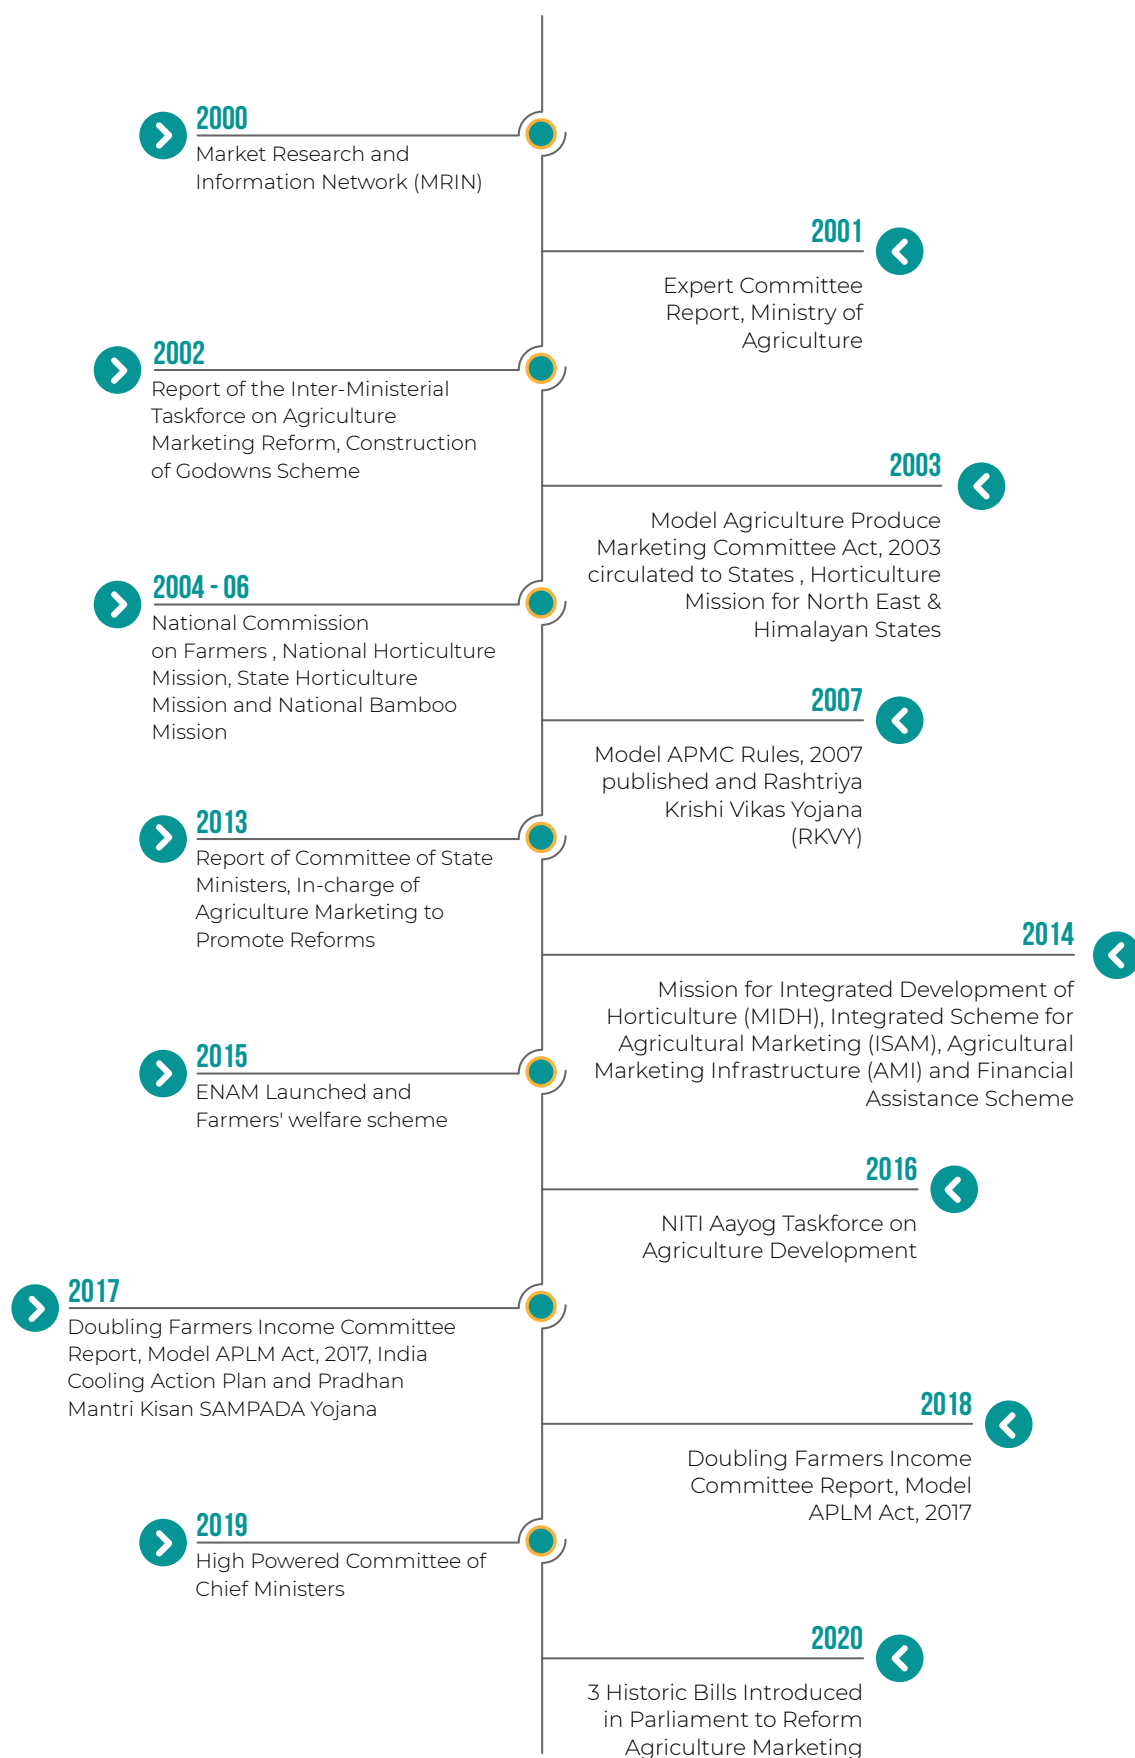 2000
Market Research and
Information Network (MRIN)
2001
Expert Committee
Report, Ministry of
Agriculture
2002
Report of the Inter-Ministerial
Taskforce on Agriculture
Marketing Reform, Construction
of Godowns Scheme
2003
Model Agriculture Produce
Marketing Committee Act, 2003
circulated to States , Horticulture
Mission for North East &
Himalayan States
2004 - 06
National Commission
on Farmers , National Horticulture
Mission, State Horticulture
Mission and National Bamboo
Mission
2007
Model APMC Rules, 2007
published and Rashtriya
Krishi Vikas Yojana
(RKVY)
2013
Report of Committee of State
Ministers, In-charge of
Agriculture Marketing to
Promote Reforms
2014
Mission for Integrated Development of
Horticulture (MIDH), Integrated Scheme for
Agricultural Marketing (ISAM), Agricultural
Marketing Infrastructure (AMI) and Financial
Assistance Scheme
2015
ENAM Launched and
Farmers' welfare scheme
2016
NITI Aayog Taskforce on
Agriculture Development
2017
Doubling Farmers Income Committee
Report, Model APLM Act, 2017, India
Cooling Action Plan and Pradhan
Mantri Kisan SAMPADA Yojana
2018
Doubling Farmers Income
Committee Report, Model
APLM Act, 2017
2019
High Powered Committee of
Chief Ministers
2020
3 Historic Bills Introduced
in Parliament to Reform
Agriculture Marketing